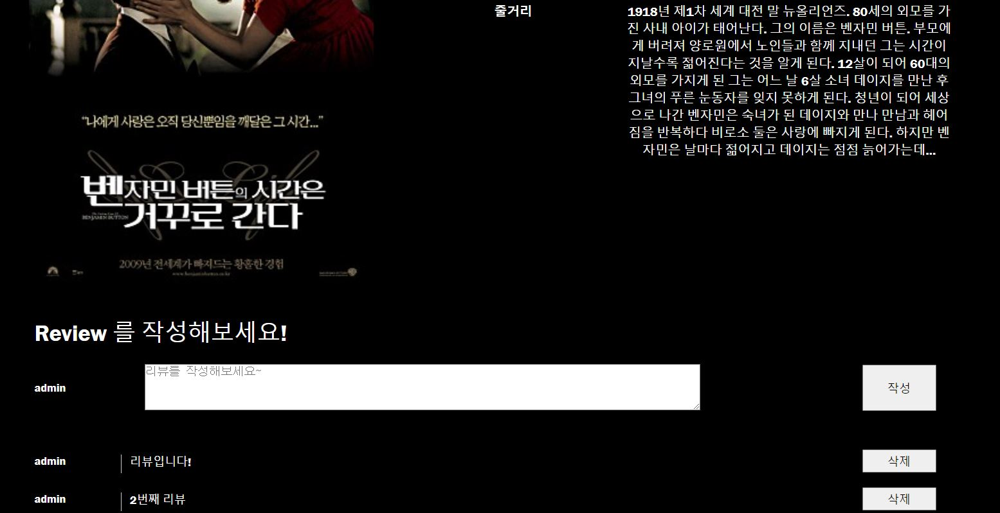 줄거리
1918년 제1차 세계 대전 말 뉴올리언즈. 80세의 외모를 가
진 사내 아이가 태어난다. 그의 이름은 벤자민 버튼. 부모에
게 버려져 양로원에서 노인들과 함께 지내던 그는 시간이
지날수록 젊어진다는 것을 알게 된다. 12살이 되어 60대의
외모를 가지게 된 그는 어느 날 6살 소녀 데이지를 만난 후
그녀의 푸른 눈동자를 잊지 못하게 된다. 청년이 되어 세상
으로 나간 벤자민은 숙녀가 된 데이지와 만나 만남과 헤어
짐을 반복하다 비로소 둘은 사랑에 빠지게 된다. 하지만 벤
자민은 날마다 젊어지고 데이지는 점점 늙어가는데...
“나에게 사랑은 오직 당신뿐임을 깨달은 그 시간...”
벤자민 버튼의 시간은
거꾸로 간다
BENJAMIN BUTTON
2009년 전세계가 빠져드는 황홀한 경험
www.benjaminbutton.co.kr
Review 를 작성해보세요!
admin
리뷰를 작성해보세요~
작성
admin
리뷰입니다!
삭제
admin
2번째 리뷰
삭제